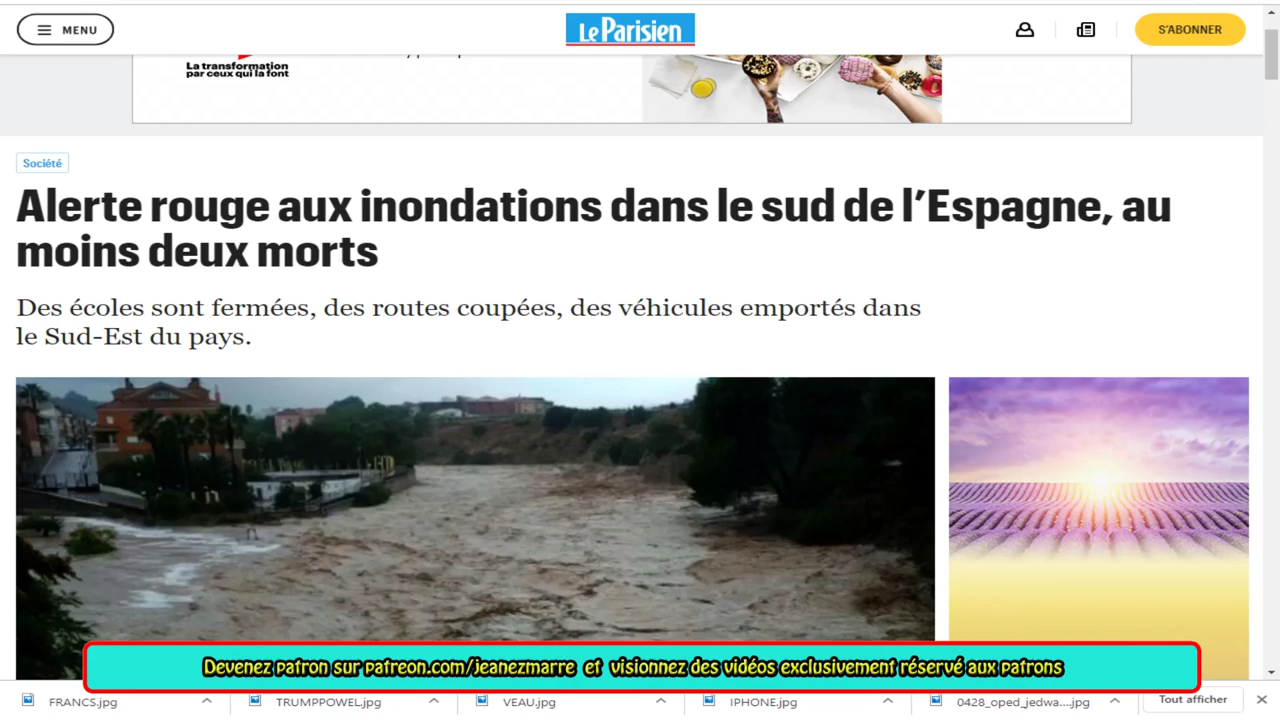 MENU
Le Parisien
S'ABONNER
La transformation
par ceux qui la font
Société
Alerte rouge aux inondations dans le sud de l'Espagne, au
moins deux morts
Des écoles sont fermées, des routes coupées, des véhicules emportés dans
le Sud-Est du pays.
Devenez patron sur patreon.com/jeanezmarre et visionnez des vidéos exclusivement réservé aux patrons
FRANCS.jpg
TRUMPPOWEL.jpg
VEAU.jpg
IPHONE.jpg
0428_oped_jedwa....jpg
Tout afficher